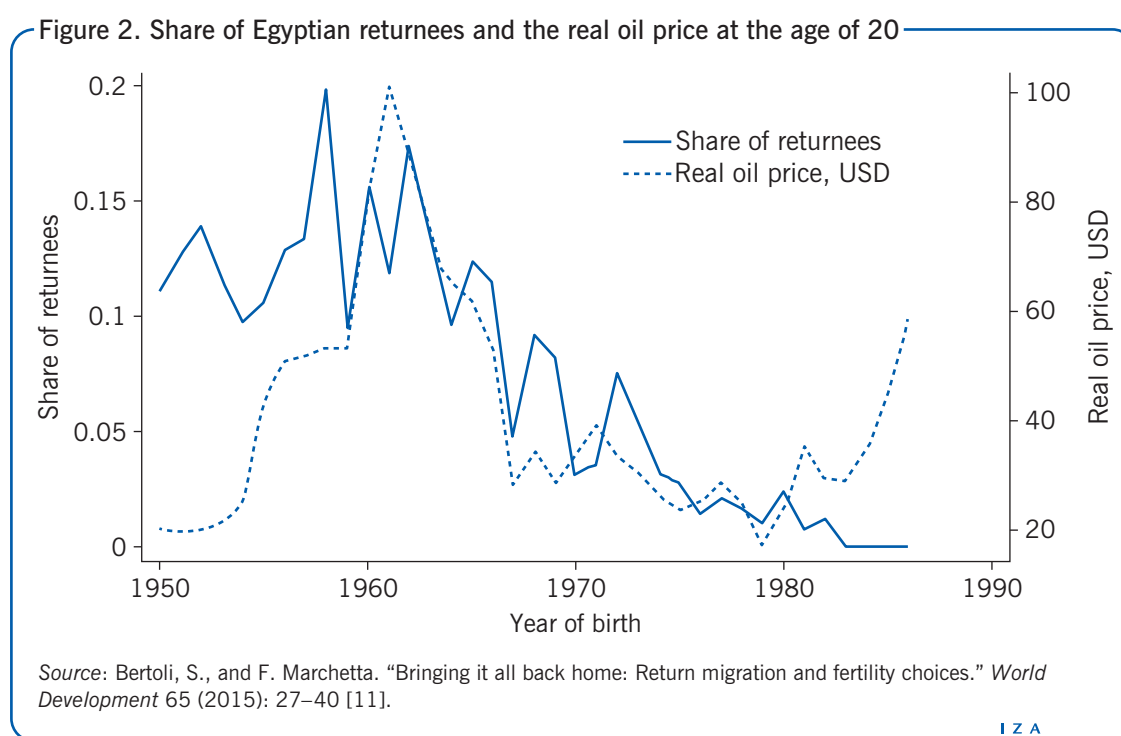 Figure 2. Share of Egyptian returnees and the real oil price at the age of 20
0.2
0.15
0.1
0.05
0
Share of returnees
Share of returnees
Real oil price, USD
100
80
60
40
20
Real oil price, USD
1950 1960 1970 1980 1990
Year of birth
Source: Bertoli, S., and F. Marchetta. “Bringing it all back home: Return migration and fertility choices.” World
Development 65 (2015): 27–40 [11].
I Z A